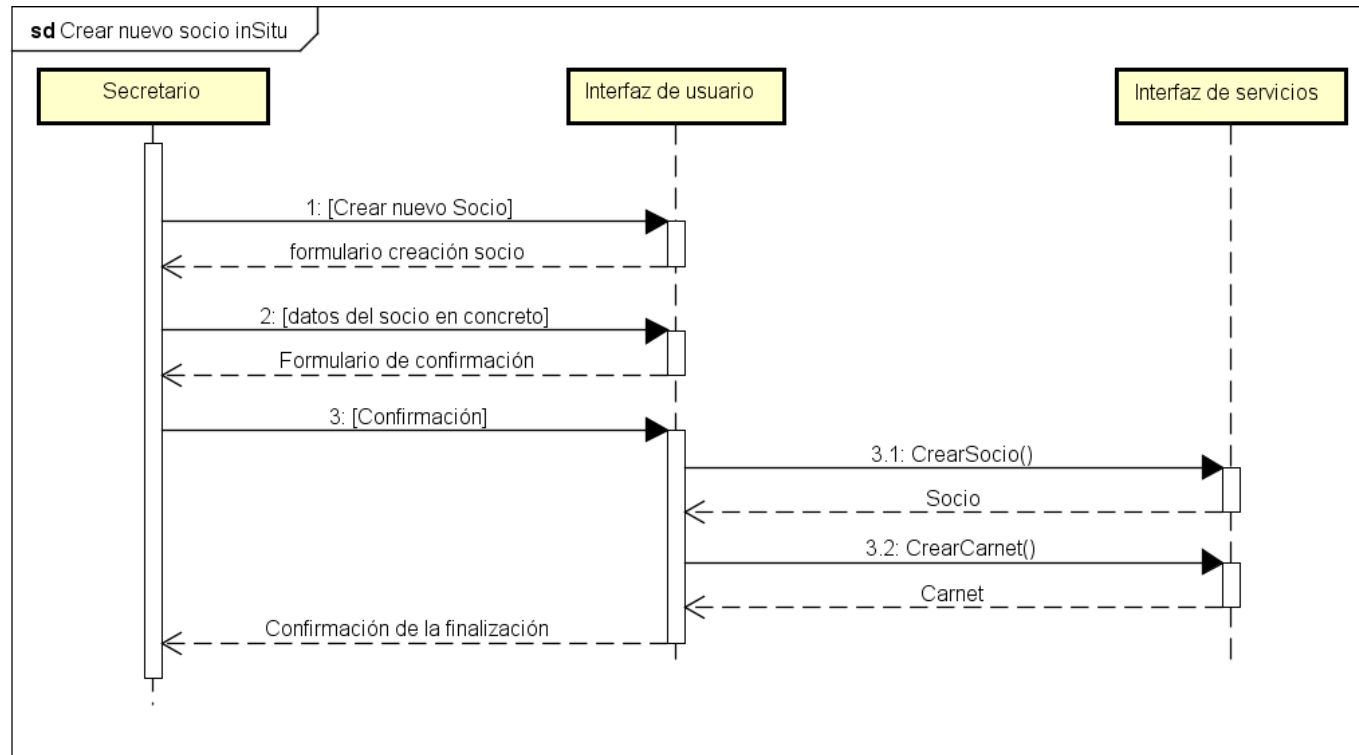 sd Crear nuevo socio inSitu
Secretario
Interfaz de usuario
Interfaz de servicios
1: [Crear nuevo Socio]
formulario creación socio
2: [datos del socio en concreto]
Formulario de confirmación
3: [Confirmación]
3.1: CrearSocio()
Socio
3.2: CrearCarnet()
Carnet
Confirmación de la finalización